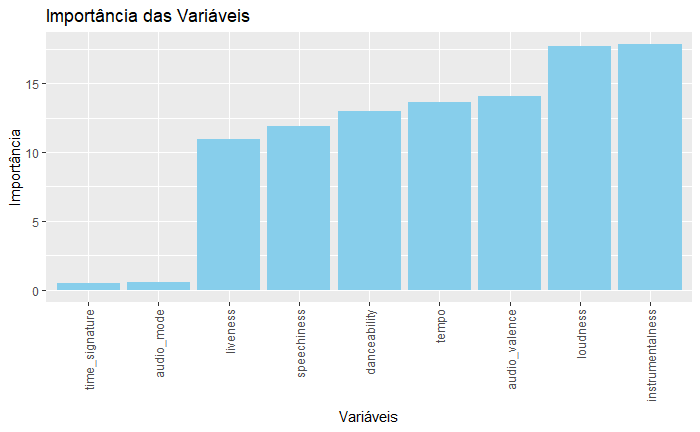 Importância das Variáveis
Importância
15
10
5
0
time_signature
audio_mode
liveness
speechiness
danceability
tempo
audio_valence
loudness
instrumentalness
Variáveis